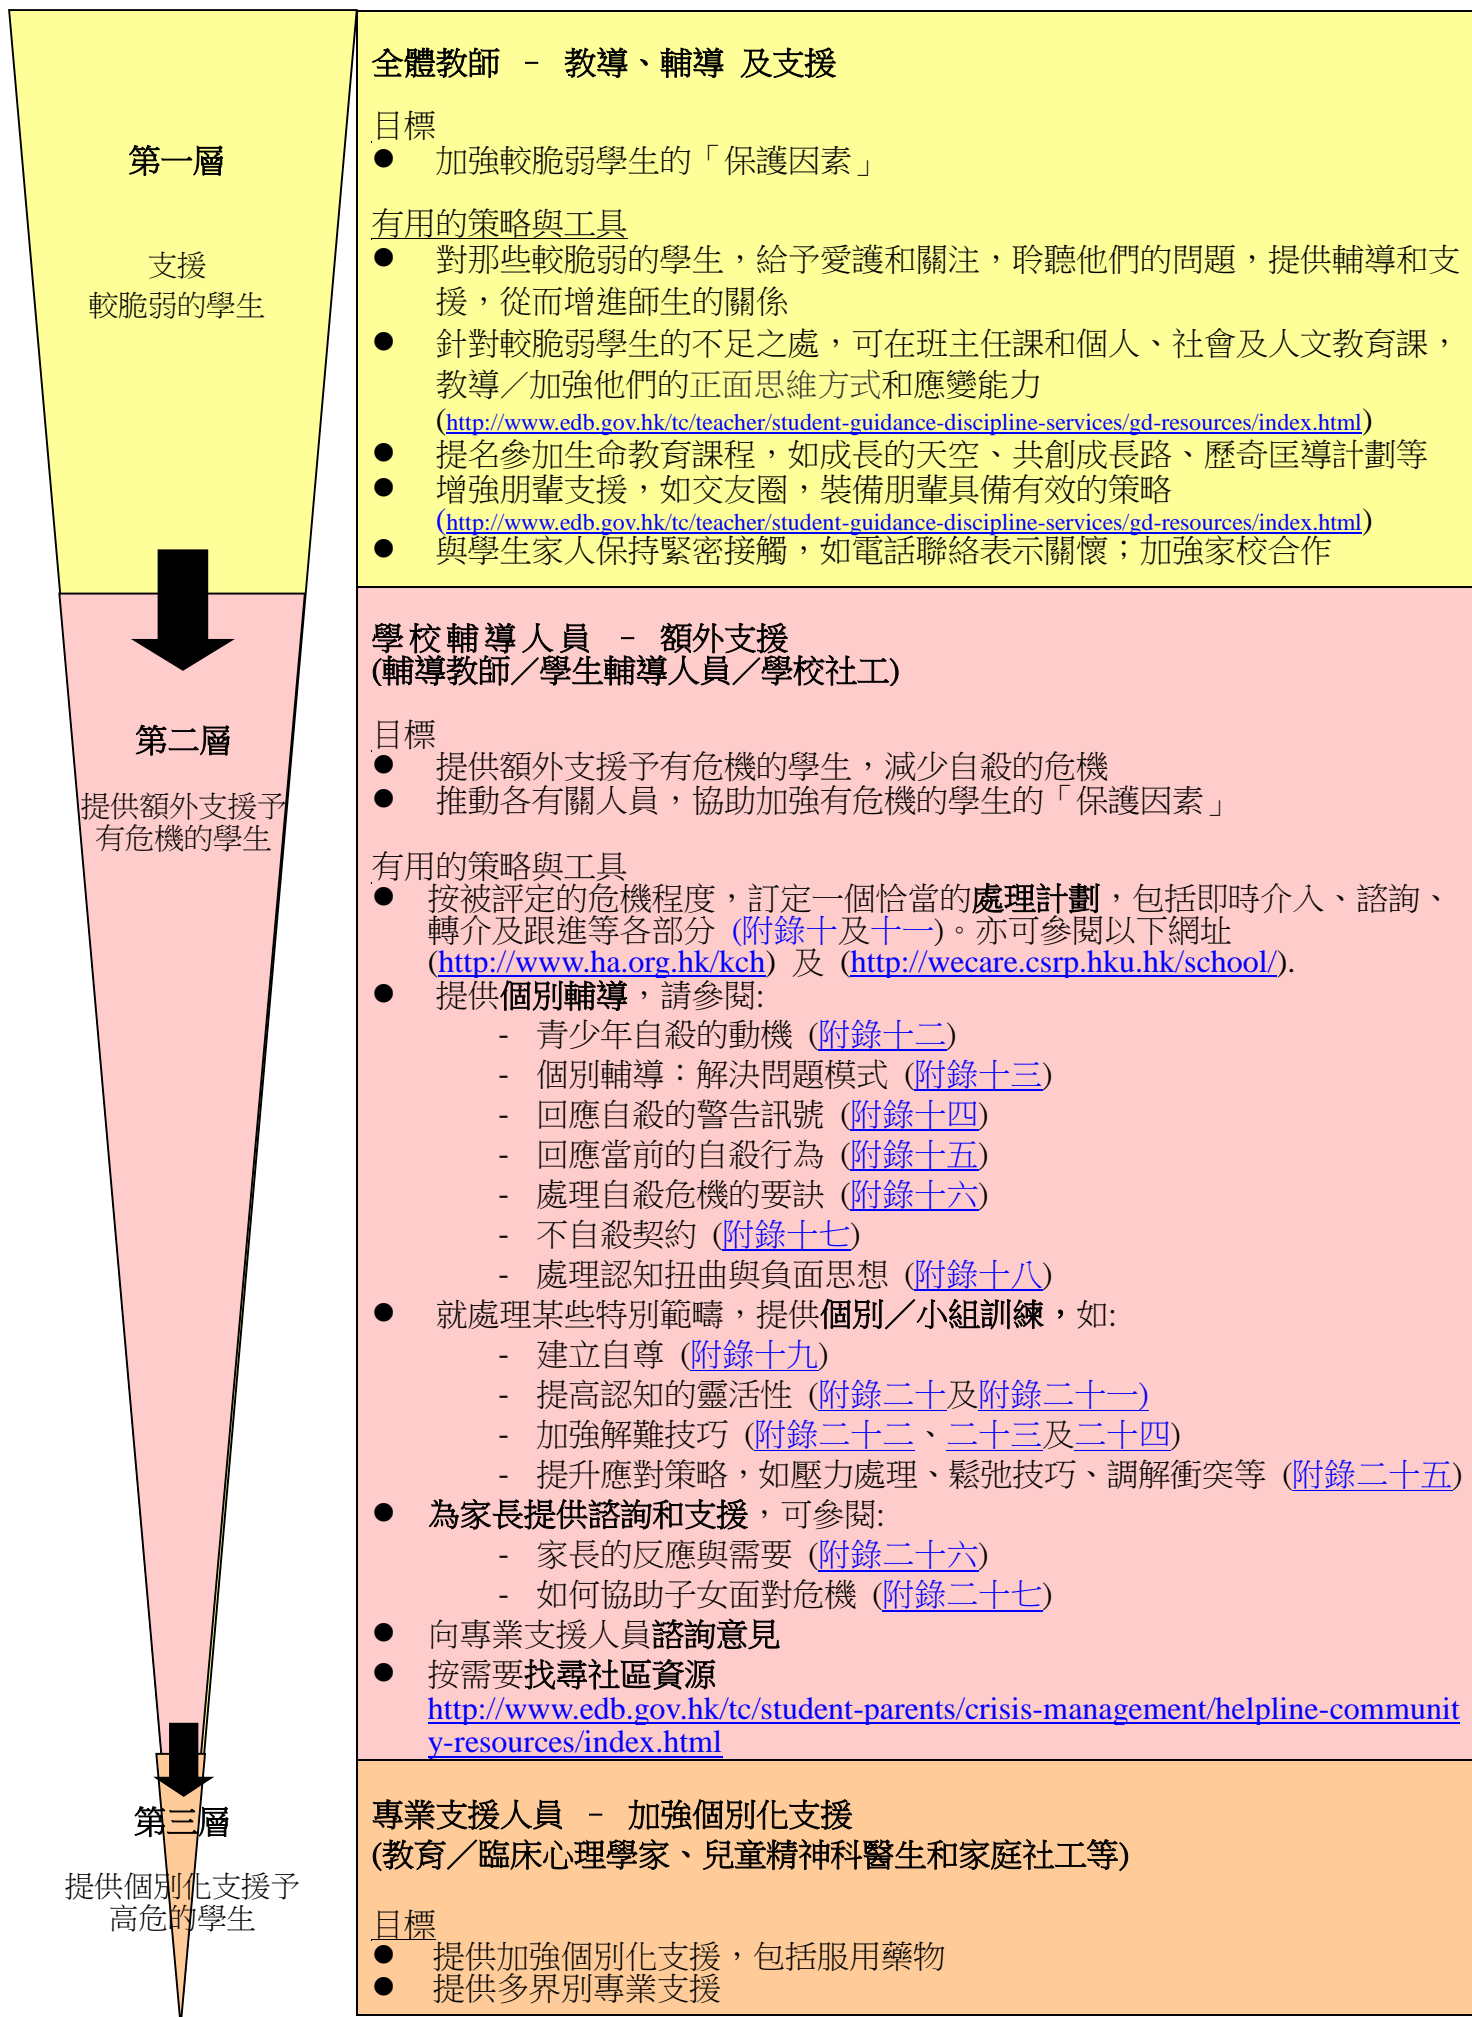 第一層
支援
較脆弱的學生
全體教師 – 教導、輔導 及支援
目標
● 加強較脆弱學生的「保護因素」
有用的策略與工具
● 對那些較脆弱的學生，給予愛護和關注，聆聽他們的問題，提供輔導和支
援，從而增進師生的關係
● 針對較脆弱學生的不足之處，可在班主任課和個人、社會及人文教育課，
教導／加強他們的正面思維方式和應變能力
(http://www.edb.gov.hk/tc/teacher/student-guidance-discipline-services/gd-resources/index.html)
● 提名參加生命教育課程，如成長的天空、共創成長路、歷奇匡導計劃等
● 增強朋輩支援，如交友圈，裝備朋輩具備有效的策略
(http://www.edb.gov.hk/tc/teacher/student-guidance-discipline-services/gd-resources/index.html)
● 與學生家人保持緊密接觸，如電話聯絡表示關懷；加強家校合作
第二層
提供額外支援予
有危機的學生
學校輔導人員 – 額外支援
(輔導教師／學生輔導人員／學校社工)
目標
● 提供額外支援予有危機的學生，減少自殺的危機
● 推動各有關人員，協助加強有危機的學生的「保護因素」
有用的策略與工具
● 按被評定的危機程度，訂定一個恰當的處理計劃，包括即時介入、諮詢、
轉介及跟進等各部分 (附錄十及十一)。亦可參閱以下網址
(http://www.ha.org.hk/kch) 及 (http://wecare.csrp.hku.hk/school/).
● 提供個別輔導，請參閱:
- 青少年自殺的動機 (附錄十二)
- 個別輔導：解決問題模式 (附錄十三)
- 回應自殺的警告訊號 (附錄十四)
- 回應當前的自殺行為 (附錄十五)
- 處理自殺危機的要訣 (附錄十六)
- 不自殺契約 (附錄十七)
- 處理認知扭曲與負面思想 (附錄十八)
● 就處理某些特別範疇，提供個別／小組訓練，如:
- 建立自尊 (附錄十九)
- 提高認知的靈活性 (附錄二十及附錄二十一)
- 加強解難技巧 (附錄二十二、二十三及二十四)
- 提升應對策略，如壓力處理、鬆弛技巧、調解衝突等 (附錄二十五)
● 為家長提供諮詢和支援，可參閱:
- 家長的反應與需要 (附錄二十六)
- 如何協助子女面對危機 (附錄二十七)
● 向專業支援人員諮詢意見
● 按需要找尋社區資源
http://www.edb.gov.hk/tc/student-parents/crisis-management/helpline-communit
y-resources/index.html
第三層
提供個別化支援予
高危的學生
專業支援人員 – 加強個別化支援
(教育／臨床心理學家、兒童精神科醫生和家庭社工等)
目標
● 提供加強個別化支援，包括服用藥物
● 提供多界別專業支援